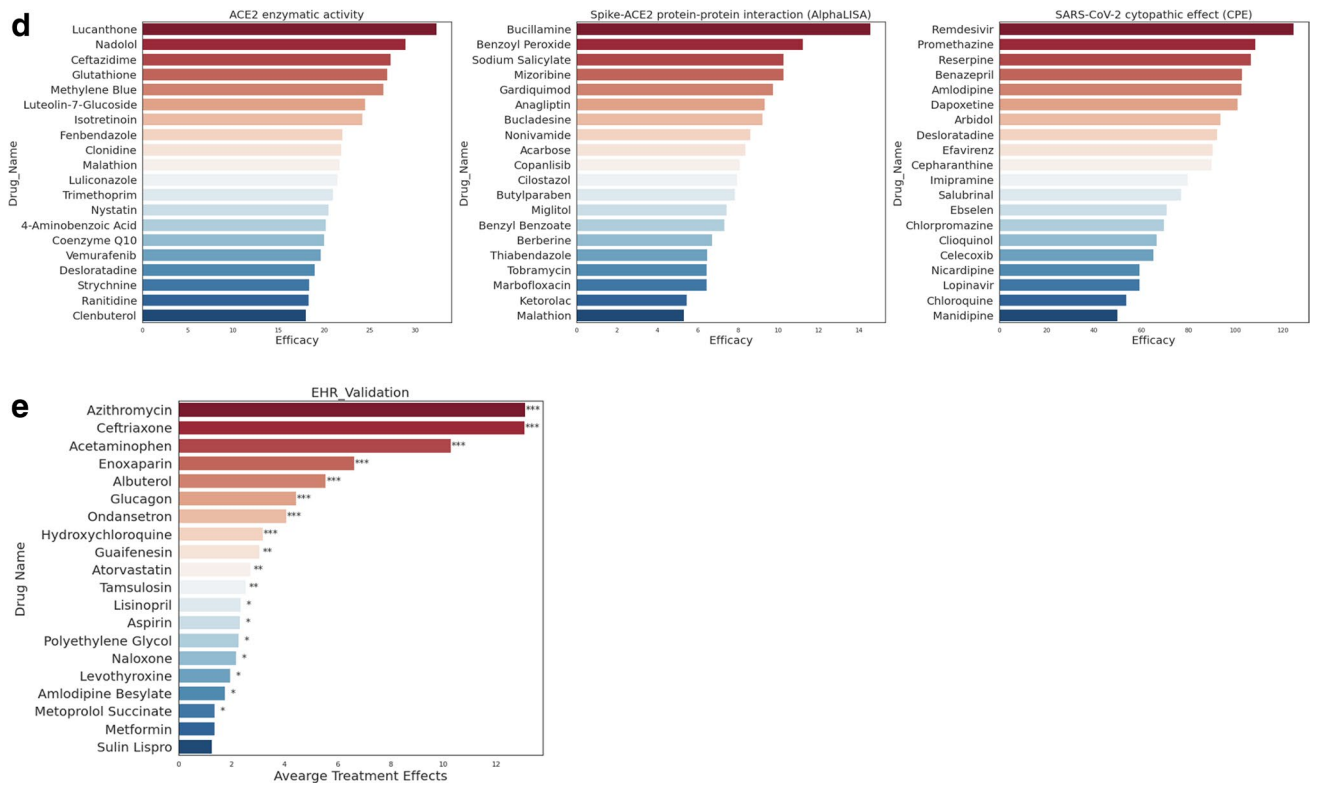 d
ACE2 enzymatic activity
Drug_Name
Lucanthone
Nadolol
Ceftazidime
Glutathione
Methylene Blue
Luteolin-7-Glucoside
Isotretinoin
Fenbendazole
Clonidine
Malathion
Luliconazole
Trimethoprim
Nystatin
4-Aminobenzoic Acid
Coenzyme Q10
Vemurafenib
Desloratadine
Strychnine
Ranitidine
Clenbuterol
0 5 10 15 20 25 30
Efficacy
Spike-ACE2 protein-protein interaction (AlphaLISA)
Drug_Name
Bucillamine
Benzoyl Peroxide
Sodium Salicylate
Mizoribine
Gardiquimod
Anagliptin
Bucladesine
Nonivamide
Acarbose
Copanlisib
Cilostazol
Butylparaben
Miglitol
Benzyl Benzoate
Berberine
Thiabendazole
Tobramycin
Marbofloxacin
Ketorolac
Malathion
0 2 4 6 8 10 12 14
Efficacy
SARS-CoV-2 cytopathic effect (CPE)
Drug_Name
Remdesivir
Promethazine
Reserpine
Benazepril
Amlodipine
Dapoxetine
Arbidol
Desloratadine
Efavirenz
Cepharanthine
Imipramine
Salubrinal
Ebselen
Chlorpromazine
Clioquinol
Celecoxib
Nicardipine
Lopinavir
Chloroquine
Manidipine
0 20 40 60 80 100 120
Efficacy
e
EHR_Validation
Drug Name
Azithromycin ***
Ceftriaxone ***
Acetaminophen ***
Enoxaparin ***
Albuterol ***
Glucagon ***
Ondansetron ***
Hydroxychloroquine ***
Guaifenesin **
Atorvastatin **
Tamsulosin **
Lisinopril *
Aspirin *
Polyethylene Glycol *
Naloxone *
Levothyroxine *
Amlodipine Besylate *
Metoprolol Succinate *
Metformin
Sulin Lispro
0 2 4 6 8 10 12
Avearge Treatment Effects